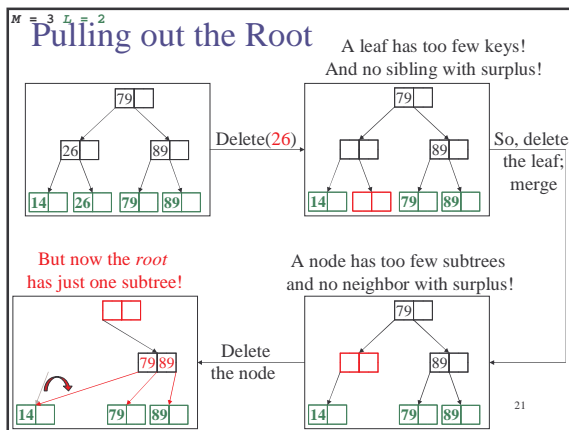 M = 3 L = 2
Pulling out the Root
A leaf has too few keys!
And no sibling with surplus!
79
26 89
14 26 79 89
Delete(26)
79
89
14 79 89
So, delete
the leaf;
merge
But now the root
has just one subtree!
A node has too few subtrees
and no neighbor with surplus!
79 89
14 79 89
Delete
the node
79
89
14 79 89
21